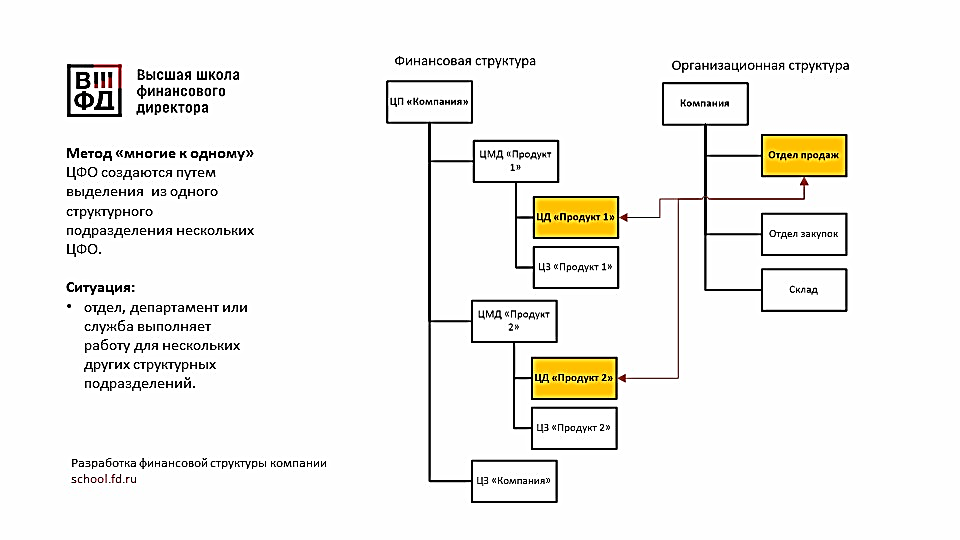 ВШ
ФД
Высшая школа
финансового
директора
Метод «многие к одному»
ЦФО создаются путем
выделения из одного
структурного
подразделения нескольких
ЦФО.
Ситуация:
• отдел, департамент или
служба выполняет
работу для нескольких
других структурных
подразделений.
Разработка финансовой структуры компании
school.fd.ru
Финансовая структура
ЦП «Компания»
ЦМД «Продукт
1»
ЦД «Продукт 1»
ЦЗ «Продукт 1»
ЦМД «Продукт
2»
ЦД «Продукт 2»
ЦЗ «Продукт 2»
ЦЗ «Компания»
Организационная структура
Компания
Отдел продаж
Отдел закупок
Склад